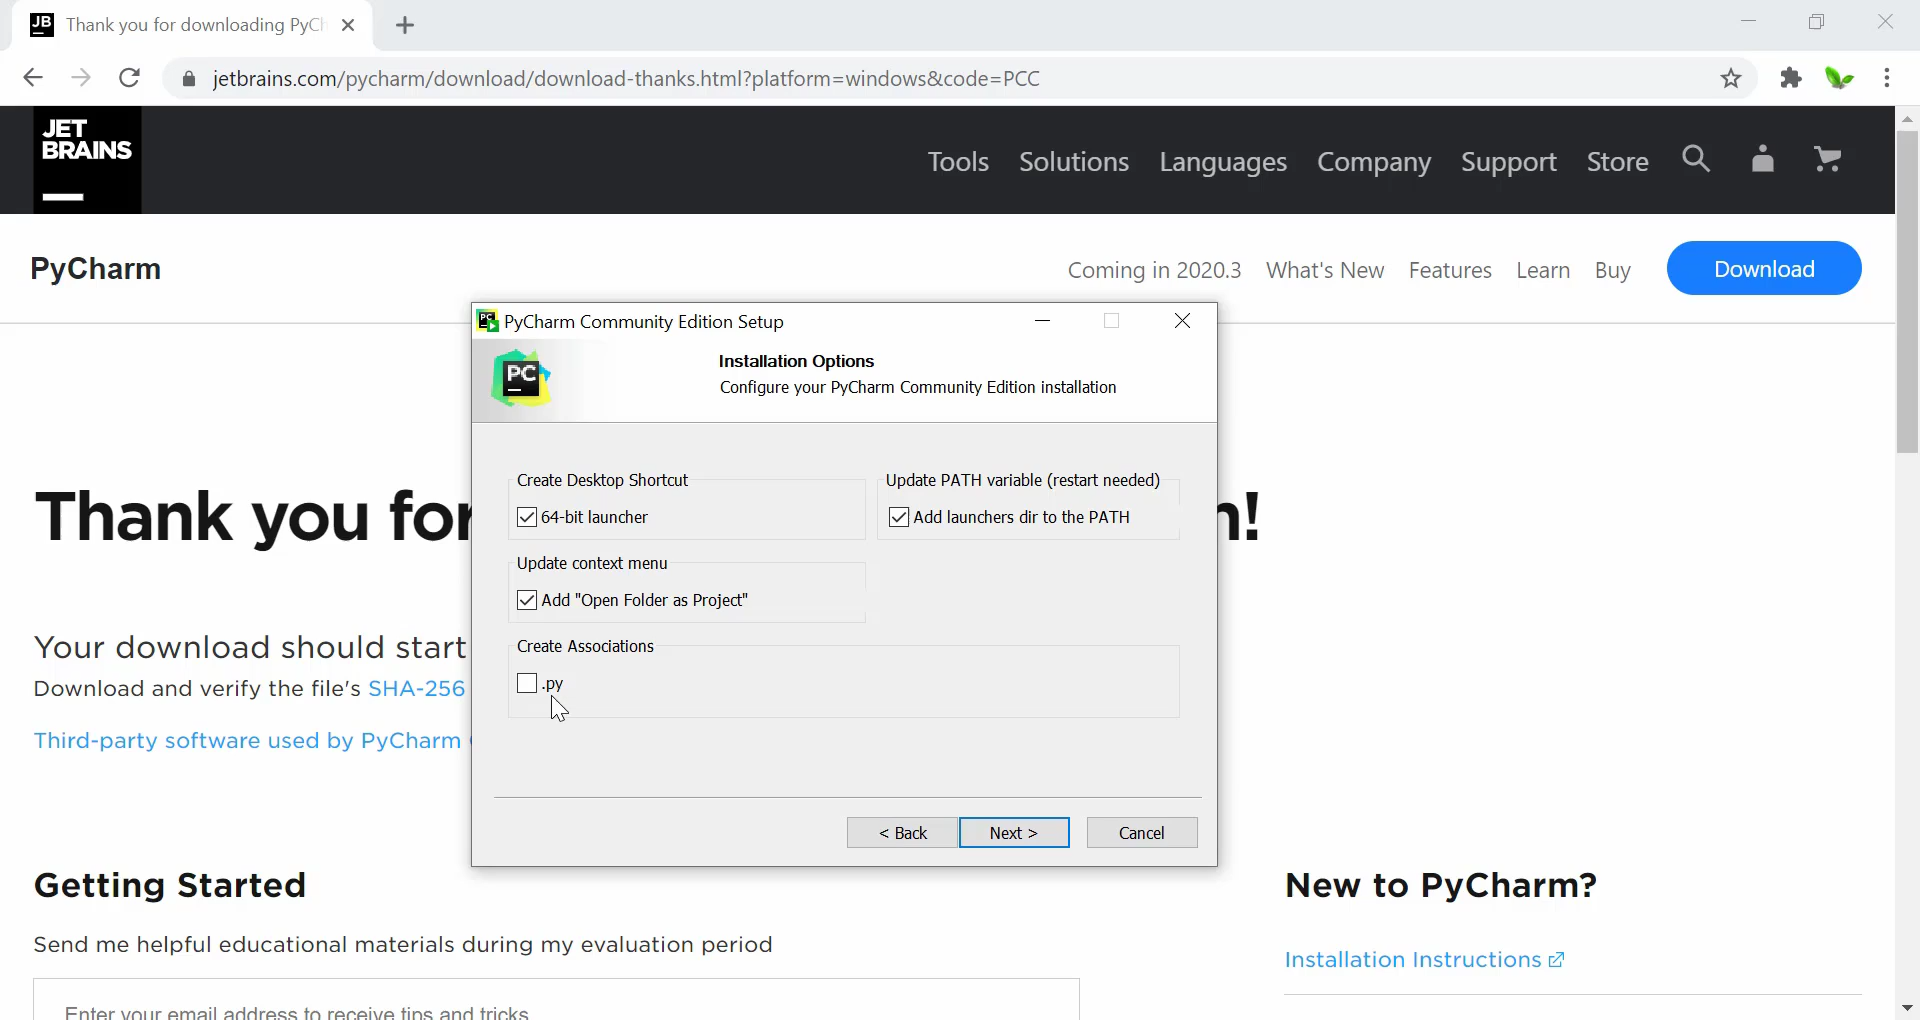 JB Thank you for downloading PyCh
jetbrains.com/pycharm/download/download-thanks.html?platform=windows&code=PCC
JET
BRAINS
Tools Solutions Languages Company Support Store
PyCharm
Coming in 2020.3 What's New Features Learn Buy Download
PC PyCharm Community Edition Setup
PC
Installation Options
Configure your PyCharm Community Edition installation
Create Desktop Shortcut
64-bit launcher
Update PATH variable (restart needed)
Add launchers dir to the PATH
Update context menu
Add "Open Folder as Project"
Create Associations
.py
< Back Next > Cancel
Thank you for
!
Your download should start
Download and verify the file's SHA-256
Third-party software used by PyCharm
Getting Started
Send me helpful educational materials during my evaluation period
Enter your email address to receive tips and tricks
New to PyCharm?
Installation Instructions